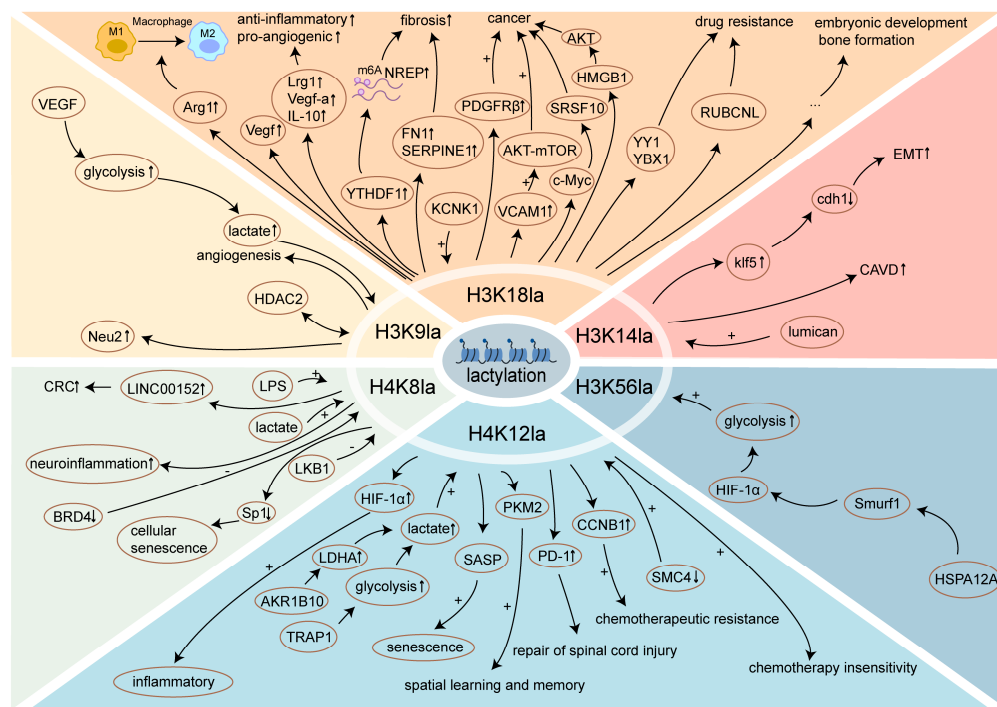 Macrophage
M1
M2
Arg1↑
anti-inflammatory↑
pro-angiogenic↑
Lrg1↑
Vegf-a↑
IL-10↑
Vegf↑
fibrosis↑
m6A NREP↑
YTHDF1↑
FN1↑
SERPINE1↑
KCNK1
+
cancer
+
PDGFRβ↑
+
AKT-mTOR
+
VCAM1↑
AKT
HMGB1
SRSF10
c-Myc
drug resistance
YY1
YBX1
RUBCNL
embryonic development
bone formation
...
H3K18la
VEGF
glycolysis↑
lactate↑
angiogenesis
HDAC2
Neu2↑
H3K9la
EMT↑
cdh1↓
klf5↑
CAVD↑
+
lumican
H3K14la
lactylation
CRC↑
LINC00152↑
LPS
+
lactate
+
neuroinflammation↑
-
-
LKB1
BRD4↓
Sp1↓
cellular
senescence
H4K8la
H3K56la
+
glycolysis↑
HIF-1α
Smurf1
HSPA12A
H4K12la
HIF-1α↑
+
inflammatory
lactate↑
+
LDHA↑
glycolysis↑
AKR1B10
TRAP1
SASP
+
senescence
PKM2
+
spatial learning and memory
PD-1↑
repair of spinal cord injury
CCNB1↑
+
chemotherapeutic resistance
SMC4↓
+
+
chemotherapy insensitivity